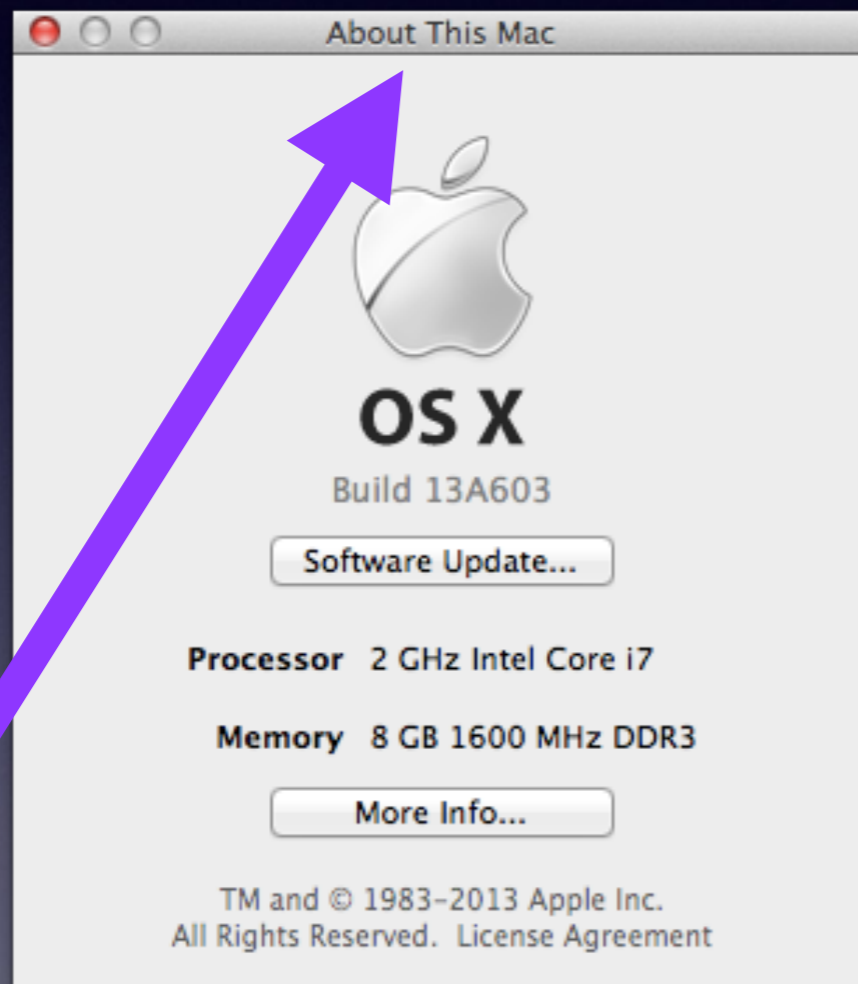 About This Mac
OS X
Build 13A603
Software Update...
Processor 2 GHz Intel Core i7
Memory 8 GB 1600 MHz DDR3
More Info...
TM and © 1983–2013 Apple Inc.
All Rights Reserved. License Agreement